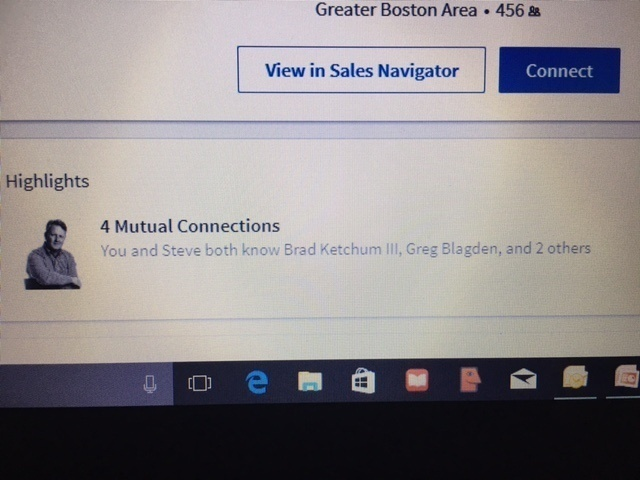 Greater Boston Area • 456
View in Sales Navigator
Connect
Highlights
4 Mutual Connections
You and Steve both know Brad Ketchum III, Greg Blagden, and 2 others